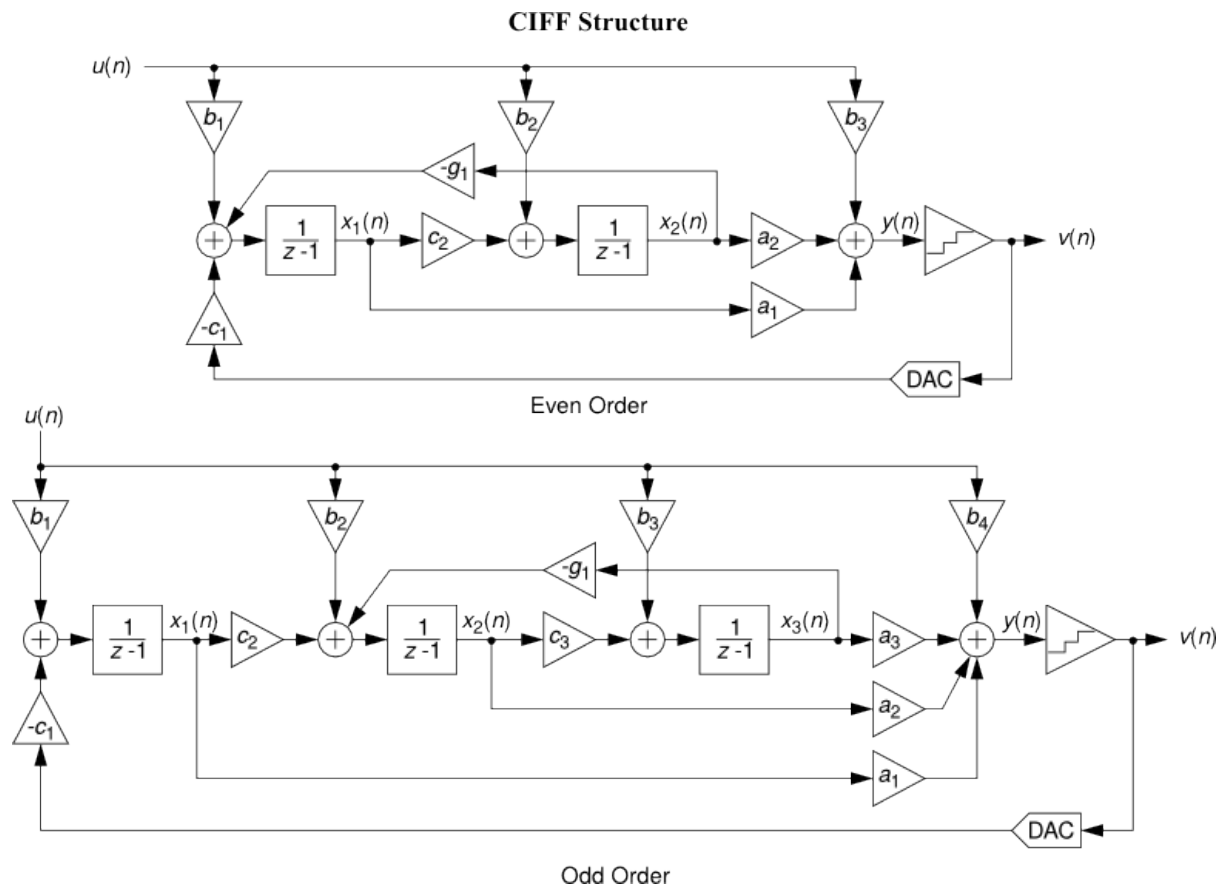 CIFF Structure
u(n)
b1 b2 b3
-g1
+ 1/z -1 x1(n) c2 + 1/z -1 x2(n) a2 + y(n) v(n)
a1
-c1
DAC
Even Order
u(n)
b1 b2 b3 b4
-g1
+ 1/z -1 x1(n) c2 + 1/z -1 x2(n) c3 + 1/z -1 x3(n) a3 + y(n) v(n)
a2
-c1
a1
DAC
Odd Order